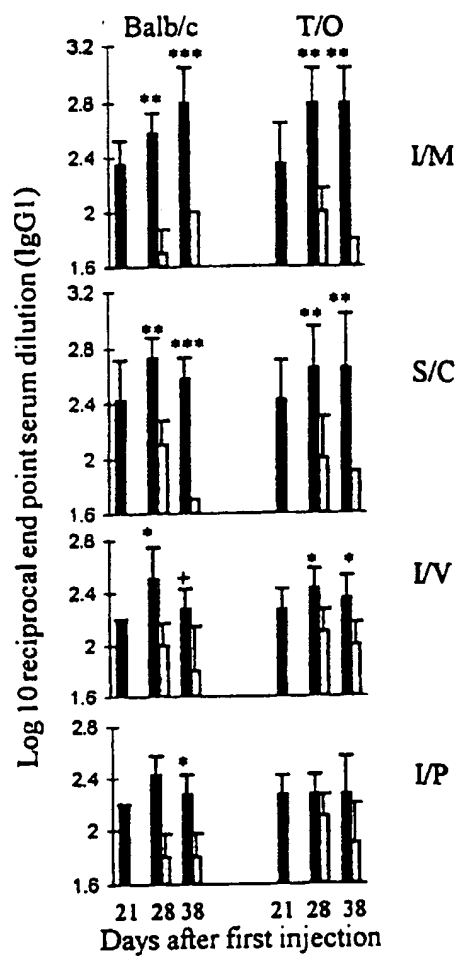 Balb/c T/O
Log 10 reciprocal end point serum dilution (IgG1)
3.2
*** ** **
2.8
**
2.4
I/M
2
1.6
3.2
** *** ** **
2.8
S/C
2.4
2
1.6
2.8
* + * *
I/V
2.4
2
1.6
2.8
*
I/P
2.4
2
1.6
21 28 38 21 28 38
Days after first injection